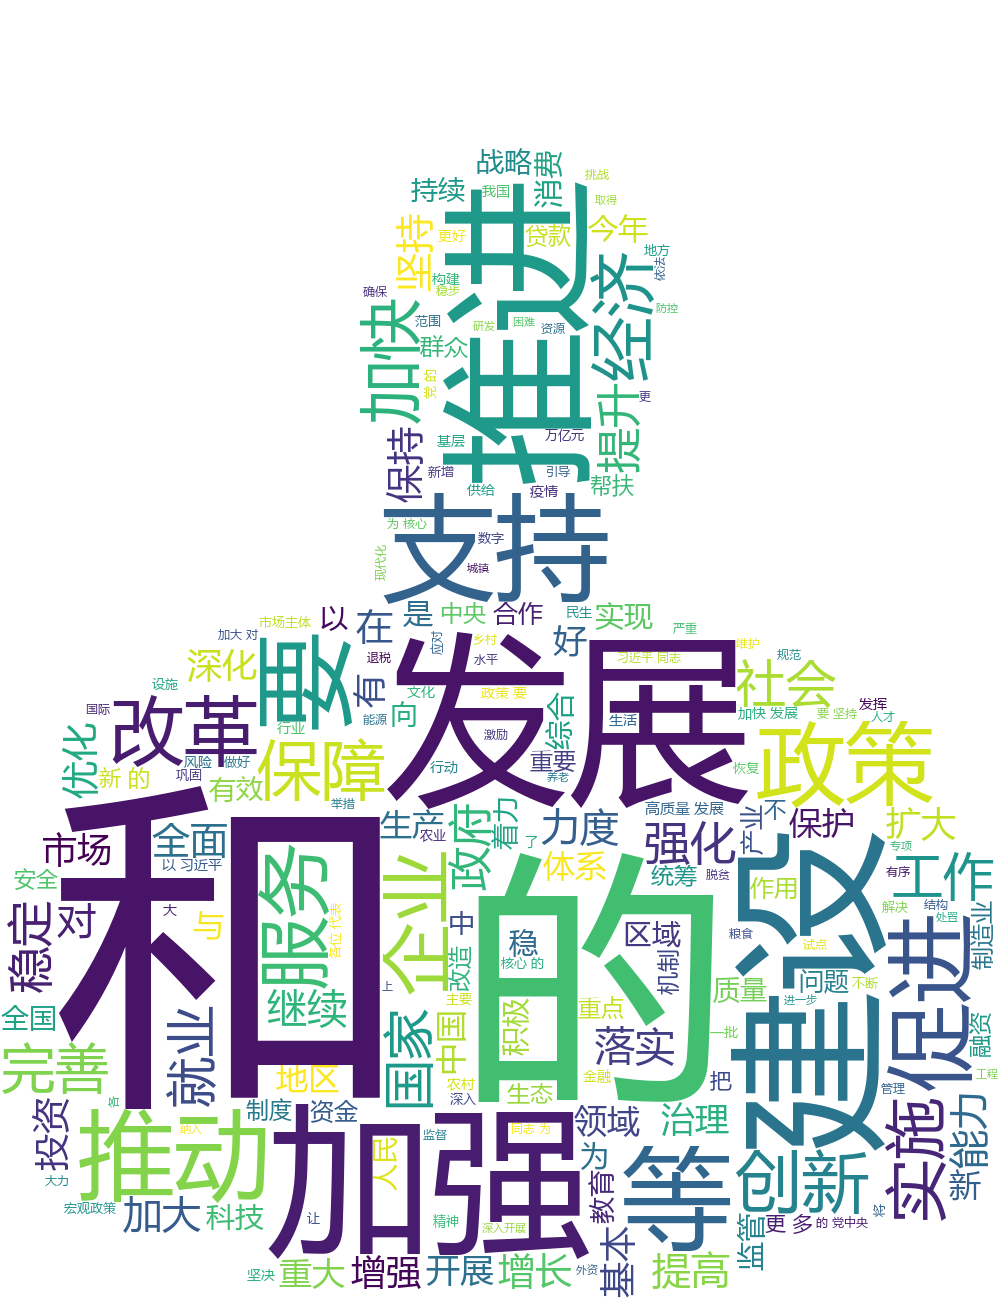 战略
消费
挑战
持续
我国
取得
推进
坚持
更好
贷款
今年
地方
依法
经济
构建
稳步
确保
防控
范围
研发
困难
资源
加快
群众
党 的
更
提升
保持
基层
万亿元
新增
引导
供给
疫情
帮扶
支持
为 核心
数字
现代化
城镇
市场主体
以
在
是
中央
合作
民生
实现
加大 对
要
应对
乡村
好
严重
维护
退税
水平
习近平 同志
规范
深化
设施
有
发展
社会
文化
政策 要
国际
改革
能源
向
综合
生活
加快 发展
要 坚持
发挥
人才
行业
激励
优化
保障
重要
政策
风险
做好
新 的
巩固
行动
养老
恢复
有效
举措
高质量 发展
不
和
生产
农业
政府
着力
了
力度
强化
产业
保护
扩大
市场
全面
以 习近平
专项
体系
统筹
脱贫
有序
工作
安全
服务
企业
的
建设
作用
解决
结构
处置
稳定
对
大
与
各位 代表
中
稳
区域
粮食
试点
促进
制造业
改造
核心 的
机制
问题
不断
上
继续
主要
积极
重点
质量
进一步
全国
就业
国家
中国
落实
一批
融资
完善
地区
农村
金融
把
工程
深入
生态
管理
投资
制度
资金
加强
领域
治理
实施
新能力
推动
纳入
监督
同志 为
人民
为
等
创新
大力
教育
宏观政策
加大
科技
让
精神
深入开展
监管
更 多
的 党中央
坚决
重大
增强
开展
增长
外资
基本
提高